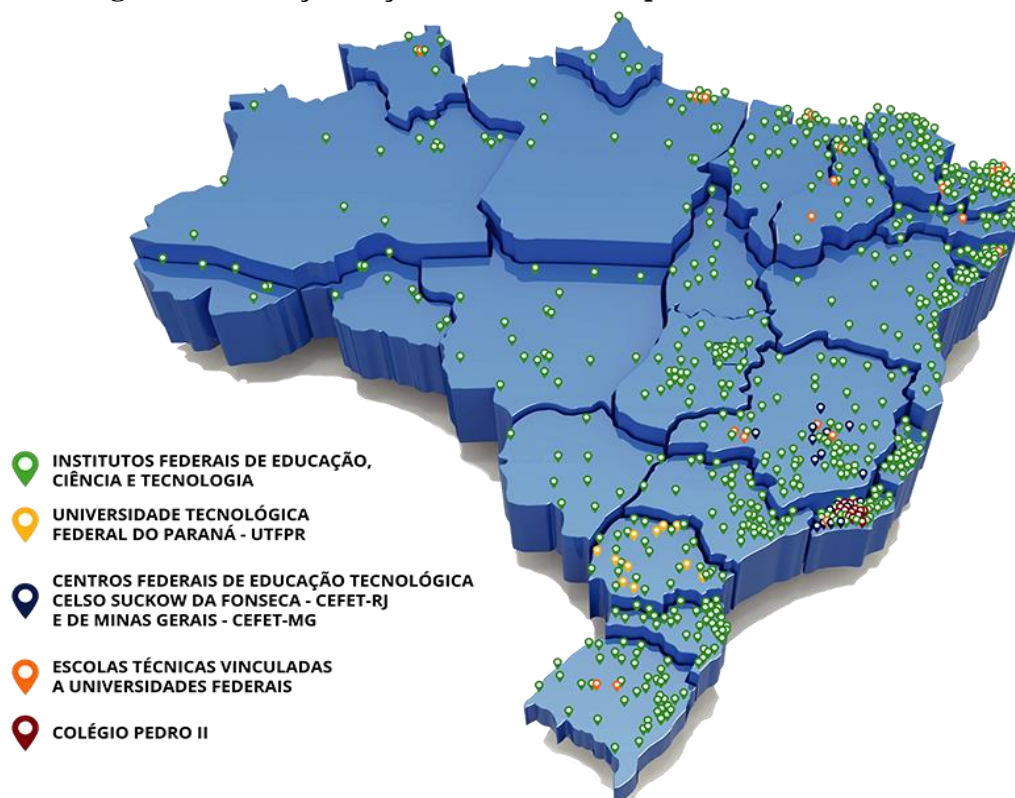 INSTITUTOS FEDERAIS DE EDUCAÇÃO,
CIÊNCIA E TECNOLOGIA
UNIVERSIDADE TECNOLÓGICA
FEDERAL DO PARANÁ - UTFPR
CENTROS FEDERAIS DE EDUCAÇÃO TECNOLÓGICA
CELSO SUCKOW DA FONSECA - CEFET-RJ
E DE MINAS GERAIS - CEFET-MG
ESCOLAS TÉCNICAS VINCULADAS
A UNIVERSIDADES FEDERAIS
COLÉGIO PEDRO II